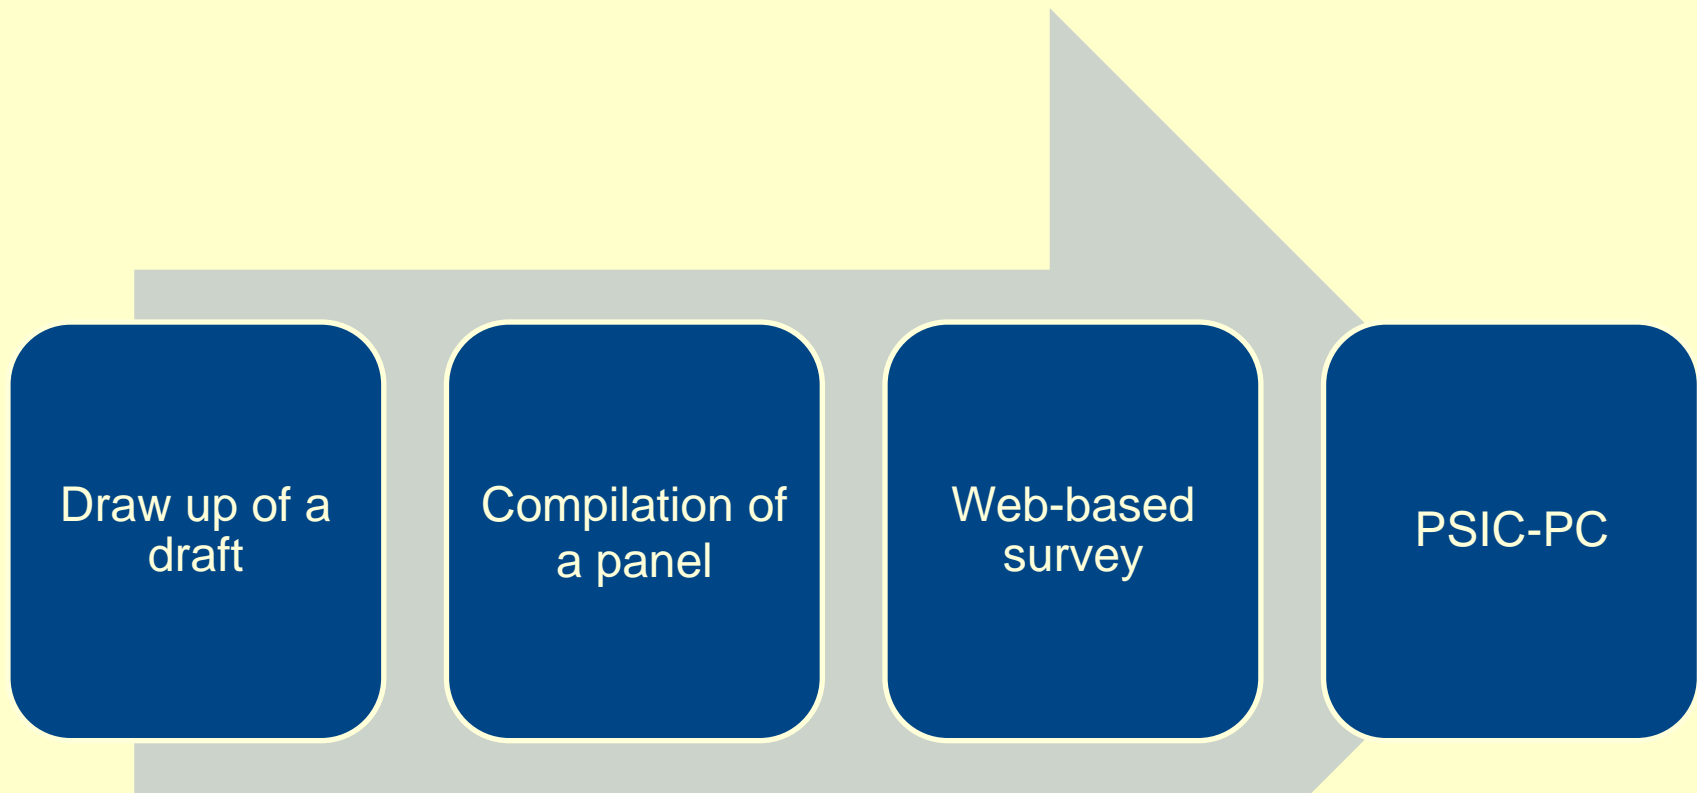 Draw up of a
draft
Compilation of
a panel
Web-based
survey
PSIC-PC